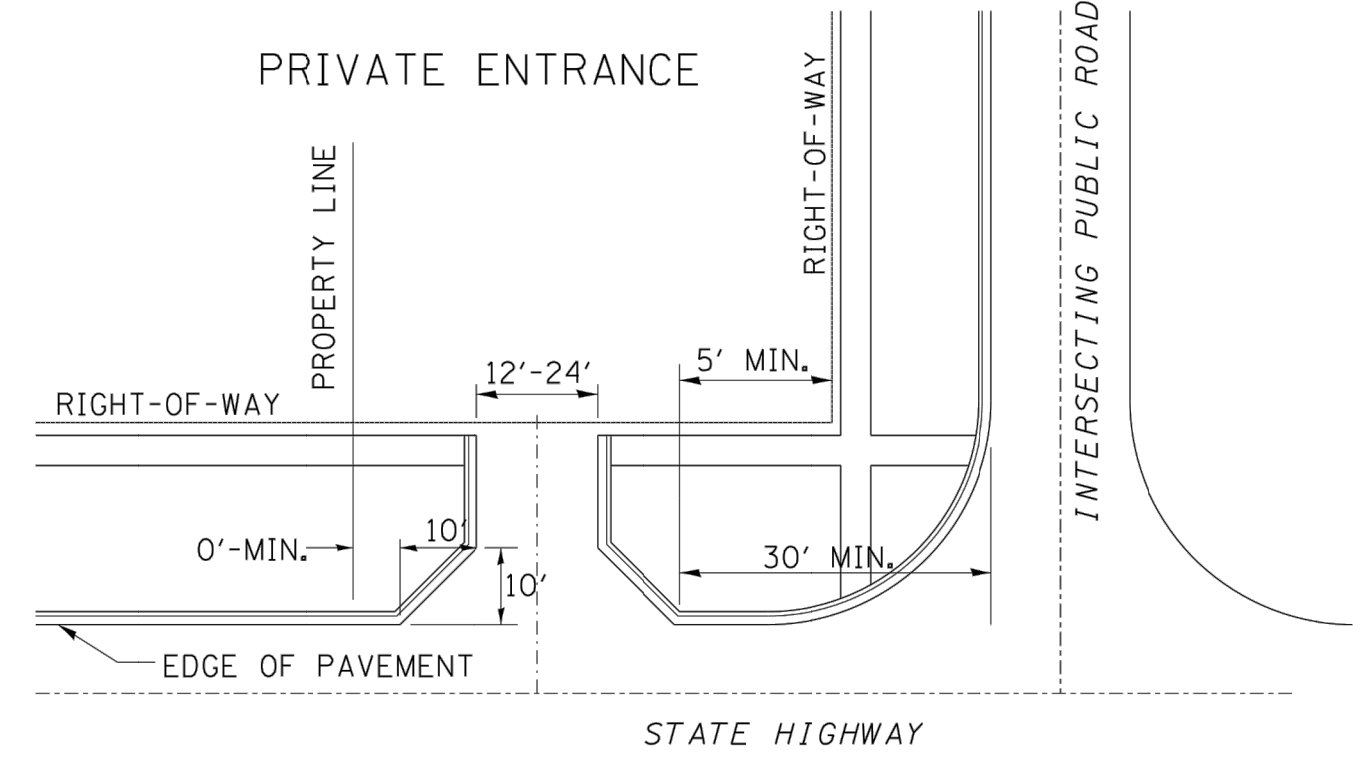 PRIVATE ENTRANCE
PROPERTY LINE
RIGHT-OF-WAY
INTERSECTING PUBLIC ROAD
RIGHT-OF-WAY
12'-24'
5' MIN.
0'-MIN.
10'
10'
30' MIN.
EDGE OF PAVEMENT
STATE HIGHWAY